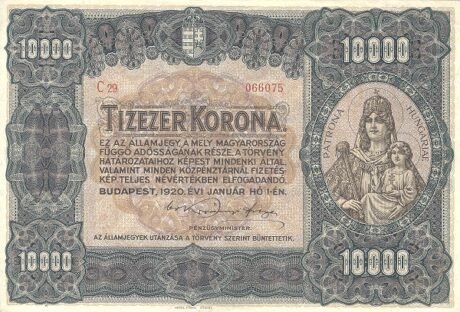 10000 10000
C 29 066075
TIZEZER KORONA.
EZ AZ ÁLLAMJEGY, A MELY MAGYARORSZÁG
FÜGGŐ ADÓSSÁGÁNAK RÉSZE, A TÖRVÉNY
HATÁROZATAIHOZ KÉPEST MINDENKI ÁLTAL,
VALAMINT MINDEN KÖZPÉNZTÁRNÁL FIZETÉS
KÉP TELJES NÉVÉRTÉKBEN ELFOGADANDÓ.
BUDAPEST, 1920. ÉVI JANUÁR HÓ 1-ÉN.
PÉNZÜGYMINISTER.
AZ ÁLLAMJEGYEK UTÁNZÁSA A TÖRVÉNY SZERINT BÜNTETTETIK.
PATRONA HUNGARIAE
10000 10000